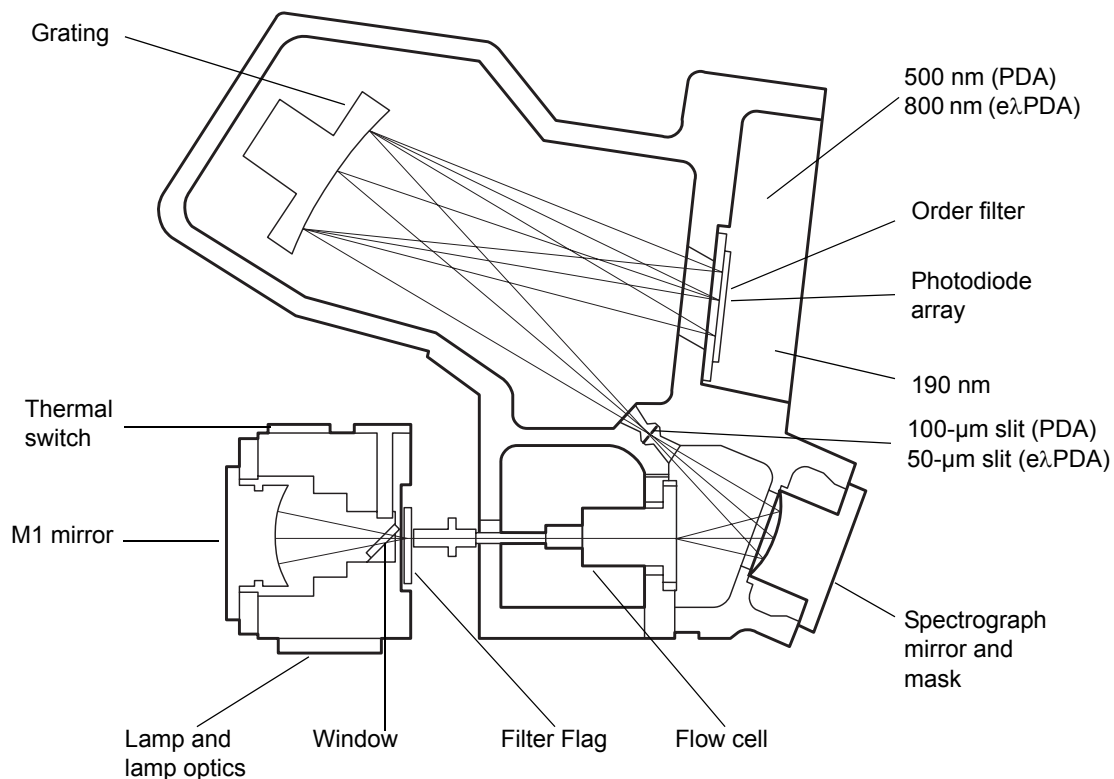 Grating
500 nm (PDA)
800 nm (eλPDA)
Order filter
Photodiode
array
190 nm
Thermal
switch
100-µm slit (PDA)
50-µm slit (eλPDA)
M1 mirror
Spectrograph
mirror and
mask
Lamp and
lamp optics
Window
Filter Flag
Flow cell